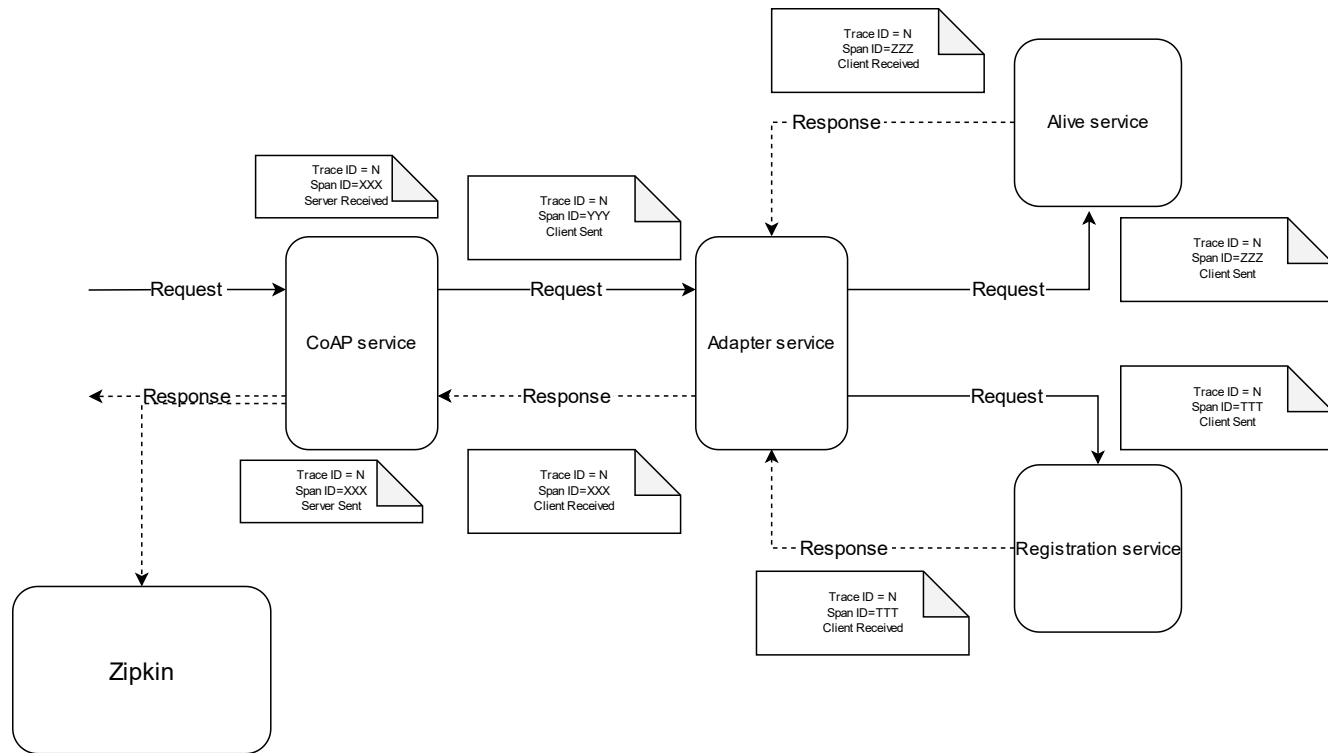 Trace ID = N
Span ID=ZZZ
Client Received
Response
Alive service
Trace ID = N
Span ID=XXX
Server Received
Trace ID = N
Span ID=YYY
Client Sent
Trace ID = N
Span ID=ZZZ
Client Sent
Request
Request
Request
CoAP service
Adapter service
Response
Response
Request
Trace ID = N
Span ID=TTT
Client Sent
Trace ID = N
Span ID=XXX
Server Sent
Trace ID = N
Span ID=XXX
Client Received
Response
Registration service
Trace ID = N
Span ID=TTT
Client Received
Zipkin